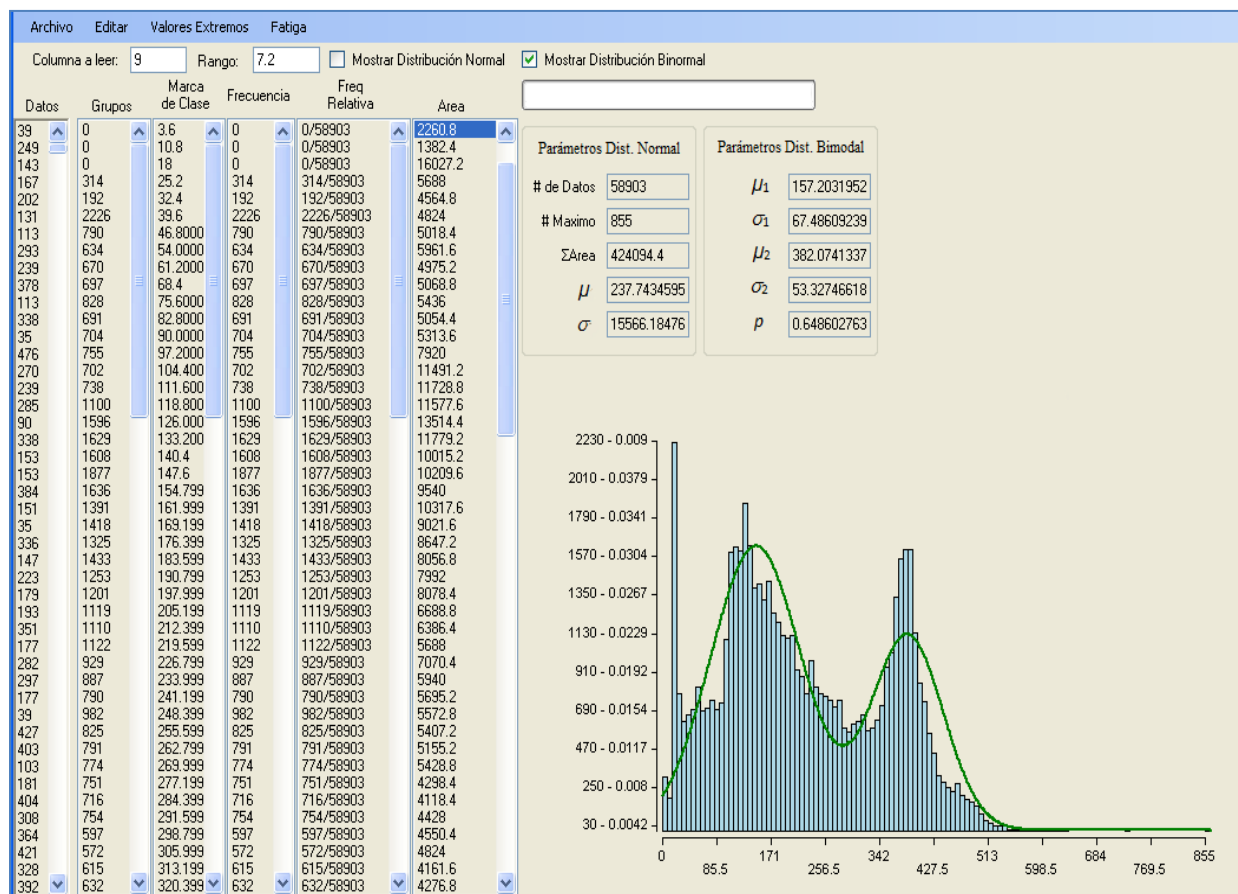 Archivo Editar Valores Extremos Fatiga
Columna a leer: 9 Rango: 7.2 Mostrar Distribución Normal Mostrar Distribución Binormal
Datos Grupos Marca de Clase Frecuencia Freq Relativa Area
39 0 3.6 0 0/58903 2260.8
249 0 10.8 0 0/58903 1382.4
143 0 18 0 0/58903 16027.2
167 314 25.2 314 314/58903 5688
202 192 32.4 192 192/58903 4564.8
131 2226 39.6 2226 2226/58903 4824
113 790 46.8000 790 790/58903 5018.4
293 634 54.0000 634 634/58903 5961.6
239 670 61.2000 670 670/58903 4975.2
378 697 68.4 697 697/58903 5068.8
113 828 75.6000 828 828/58903 5436
338 691 82.8000 691 691/58903 5054.4
35 704 90.0000 704 704/58903 5313.6
476 755 97.2000 755 755/58903 7920
270 702 104.400 702 702/58903 11491.2
239 738 111.600 738 738/58903 11728.8
285 1100 118.800 1100 1100/58903 11577.6
90 1596 126.000 1596 1596/58903 13514.4
338 1629 133.200 1629 1629/58903 11779.2
153 1608 140.4 1608 1608/58903 10015.2
153 1877 147.6 1877 1877/58903 10209.6
384 1636 154.799 1636 1636/58903 9540
151 1391 161.999 1391 1391/58903 10317.6
35 1418 169.199 1418 1418/58903 9021.6
336 1325 176.399 1325 1325/58903 8647.2
147 1433 183.599 1433 1433/58903 8056.8
223 1253 190.799 1253 1253/58903 7992
179 1201 197.999 1201 1201/58903 8078.4
193 1119 205.199 1119 1119/58903 6688.8
351 1110 212.399 1110 1110/58903 6386.4
177 1122 219.599 1122 1122/58903 5688
282 929 226.799 929 929/58903 7070.4
297 887 233.999 887 887/58903 5940
177 790 241.199 790 790/58903 5695.2
39 982 248.399 982 982/58903 5572.8
427 825 255.599 825 825/58903 5407.2
403 791 262.799 791 791/58903 5155.2
103 774 269.999 774 774/58903 5428.8
181 751 277.199 751 751/58903 4298.4
404 716 284.399 716 716/58903 4118.4
308 754 291.599 754 754/58903 4428
364 597 298.799 597 597/58903 4550.4
421 572 305.999 572 572/58903 4824
328 615 313.199 615 615/58903 4161.6
392 632 320.399 632 632/58903 4276.8
Parámetros Dist. Normal
# de Datos 58903
# Maximo 855
ΣArea 424094.4
μ 237.7434595
σ 15566.18476
Parámetros Dist. Bimodal
μ1 157.2031952
σ1 67.48609239
μ2 382.0741337
σ2 53.32746618
p 0.648602763
2230 - 0.009
2010 - 0.0379
1790 - 0.0341
1570 - 0.0304
1350 - 0.0267
1130 - 0.0229
910 - 0.0192
690 - 0.0154
470 - 0.0117
250 - 0.008
30 - 0.0042
0 85.5 171 256.5 342 427.5 513 598.5 684 769.5 855